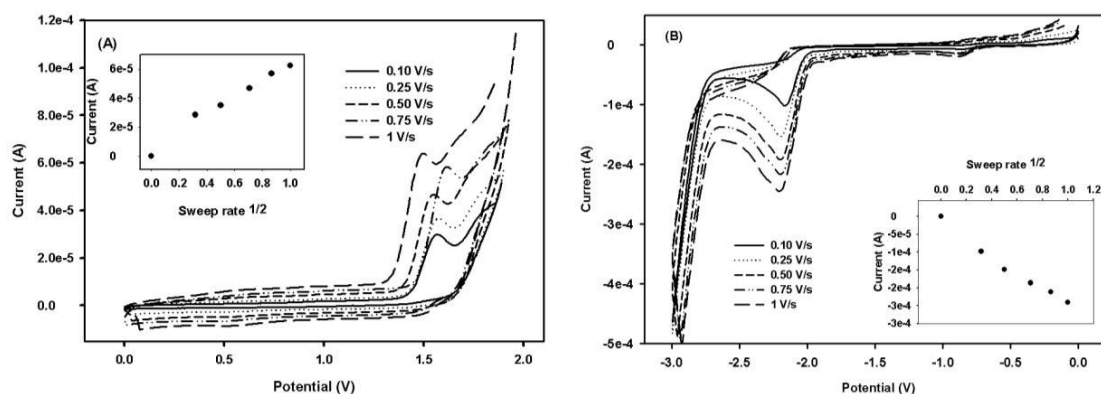 (A)
1.2e-4
1.0e-4
8.0e-5
6.0e-5
4.0e-5
2.0e-5
0.0
Current (A)
0.0
0.5
1.0
1.5
2.0
Potential (V)
6e-5
4e-5
2e-5
0
Current (A)
0.0 0.2 0.4 0.6 0.8 1.0
Sweep rate 1/2
0.10 V/s
0.25 V/s
0.50 V/s
0.75 V/s
1 V/s
(B)
0
-1e-4
-2e-4
-3e-4
-4e-4
-5e-4
Current (A)
-3.0 -2.5 -2.0 -1.5 -1.0 -0.5 0.0
Potential (V)
0.10 V/s
0.25 V/s
0.50 V/s
0.75 V/s
1 V/s
Sweep rate 1/2
0.0 0.2 0.4 0.6 0.8 1.0 1.2
0
-5e-5
-1e-4
-2e-4
-2e-4
-3e-4
-3e-4
Current (A)